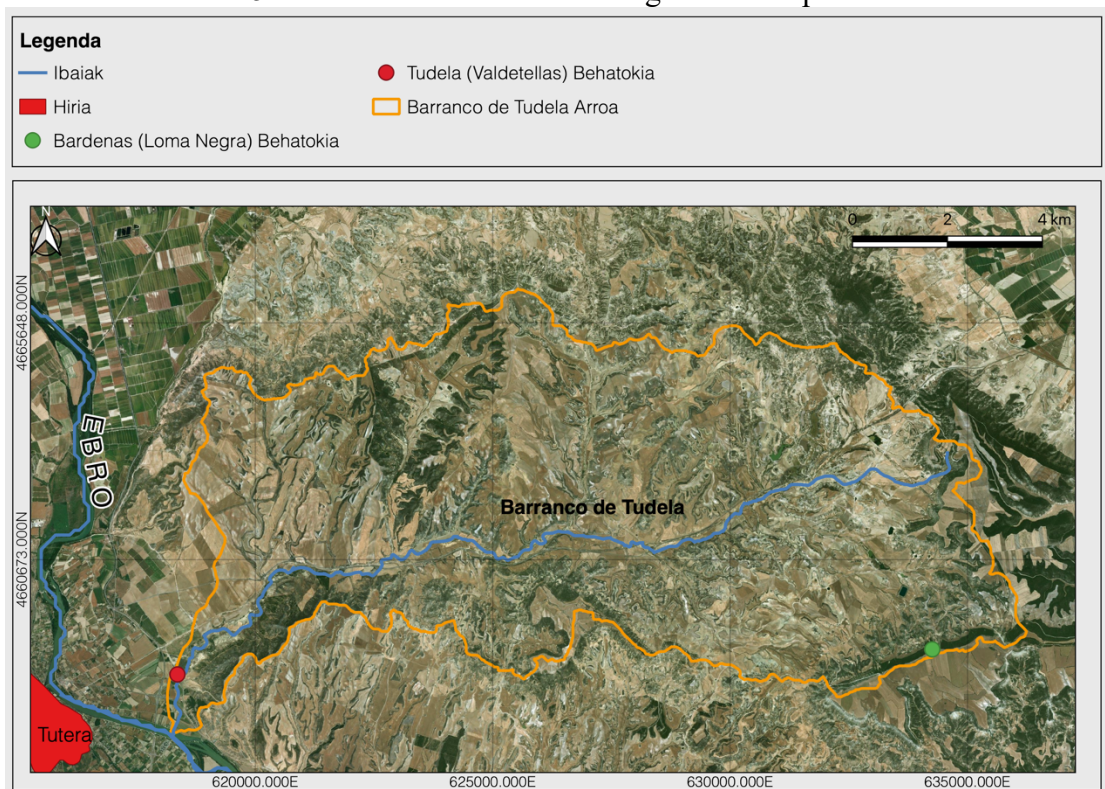 Legenda
Ibaiak
Tudela (Valdetellas) Behatokia
Hiria
Barranco de Tudela Arroa
Bardenas (Loma Negra) Behatokia
N
0 2 4 km
4665648.000N
EBRO
Barranco de Tudela
4660673.000N
Tutera
620000.000E 625000.000E 630000.000E 635000.000E